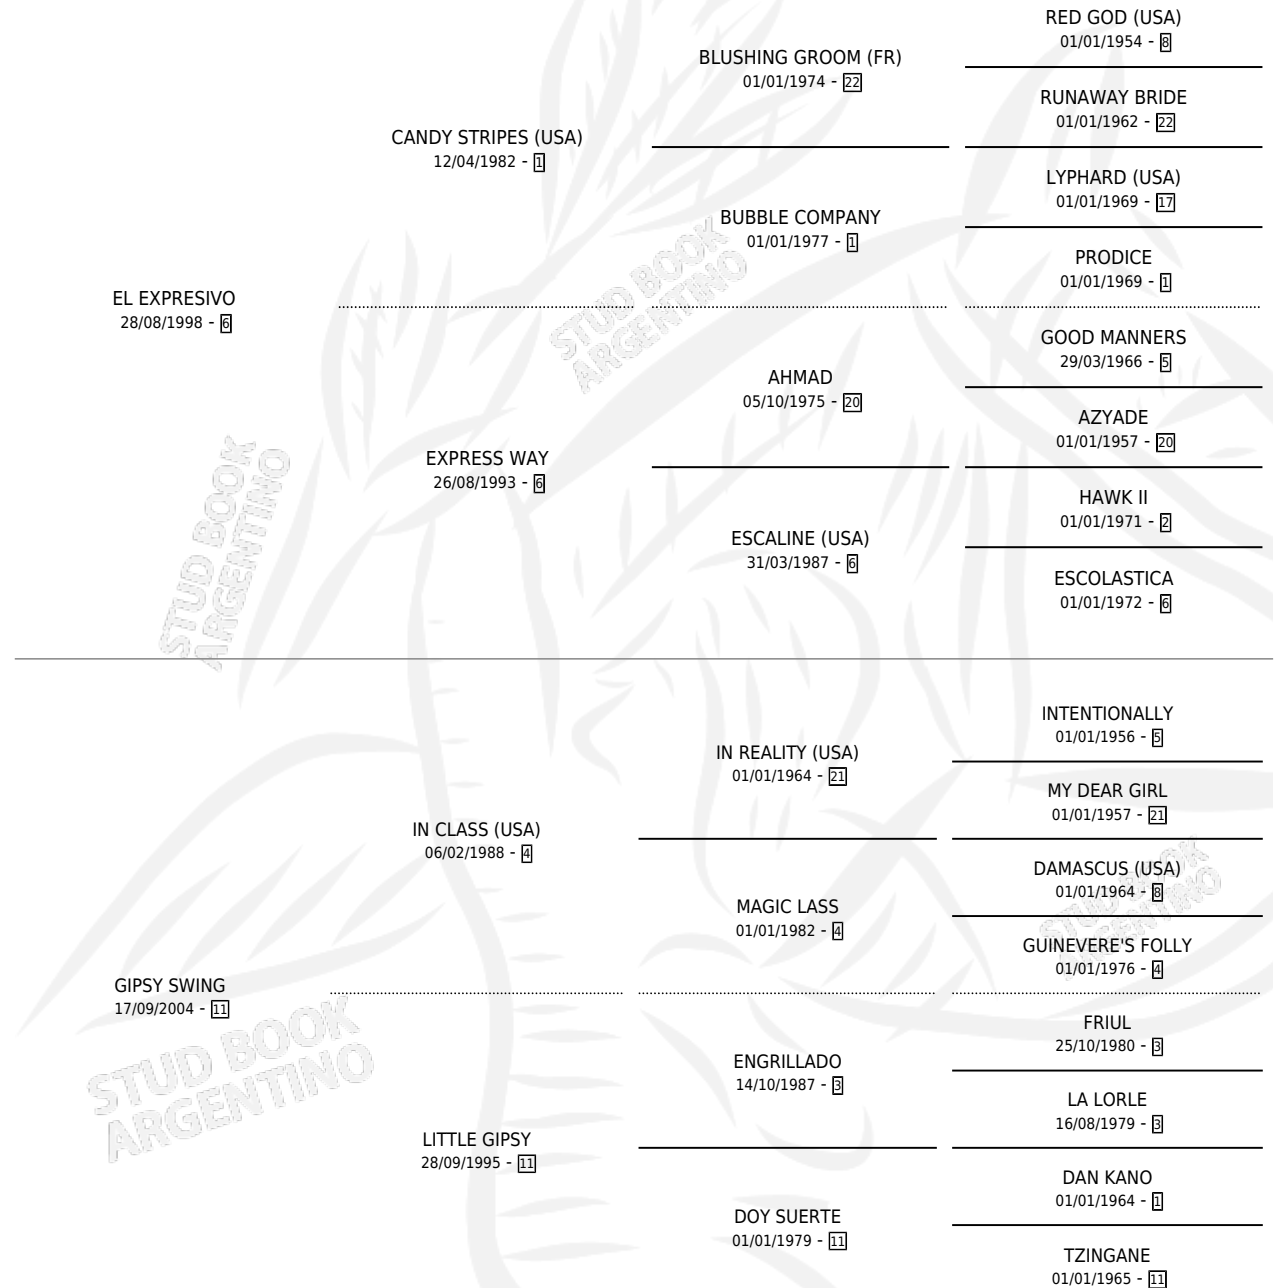 RED GOD (USA)
01/01/1954 - 8
BLUSHING GROOM (FR)
01/01/1974 - 22
RUNAWAY BRIDE
01/01/1962 - 22
CANDY STRIPES (USA)
12/04/1982 - 1
LYPHARD (USA)
01/01/1969 - 17
BUBBLE COMPANY
01/01/1977 - 1
PRODICE
01/01/1969 - 1
EL EXPRESIVO
28/08/1998 - 6
STUD BOOK
ARGENTINO
GOOD MANNERS
29/03/1966 - 5
AHMAD
05/10/1975 - 20
AZYADE
01/01/1957 - 20
EXPRESS WAY
26/08/1993 - 6
HAWK II
01/01/1971 - 2
ESCALINE (USA)
31/03/1987 - 6
ESCOLASTICA
01/01/1972 - 6
STUD BOOK
ARGENTINO
INTENTIONALLY
01/01/1956 - 5
IN REALITY (USA)
01/01/1964 - 21
MY DEAR GIRL
01/01/1957 - 21
IN CLASS (USA)
06/02/1988 - 4
DAMASCUS (USA)
01/01/1964 - 8
MAGIC LASS
01/01/1982 - 4
STUD BOOK
ARGENTINO
GUINEVERE'S FOLLY
01/01/1976 - 4
GIPSY SWING
17/09/2004 - 11
STUD BOOK
ARGENTINO
FRIUL
25/10/1980 - 3
ENGRILLADO
14/10/1987 - 3
LA LORLE
16/08/1979 - 3
LITTLE GIPSY
28/09/1995 - 11
DAN KANO
01/01/1964 - 1
DOY SUERTE
01/01/1979 - 11
TZINGANE
01/01/1965 - 11